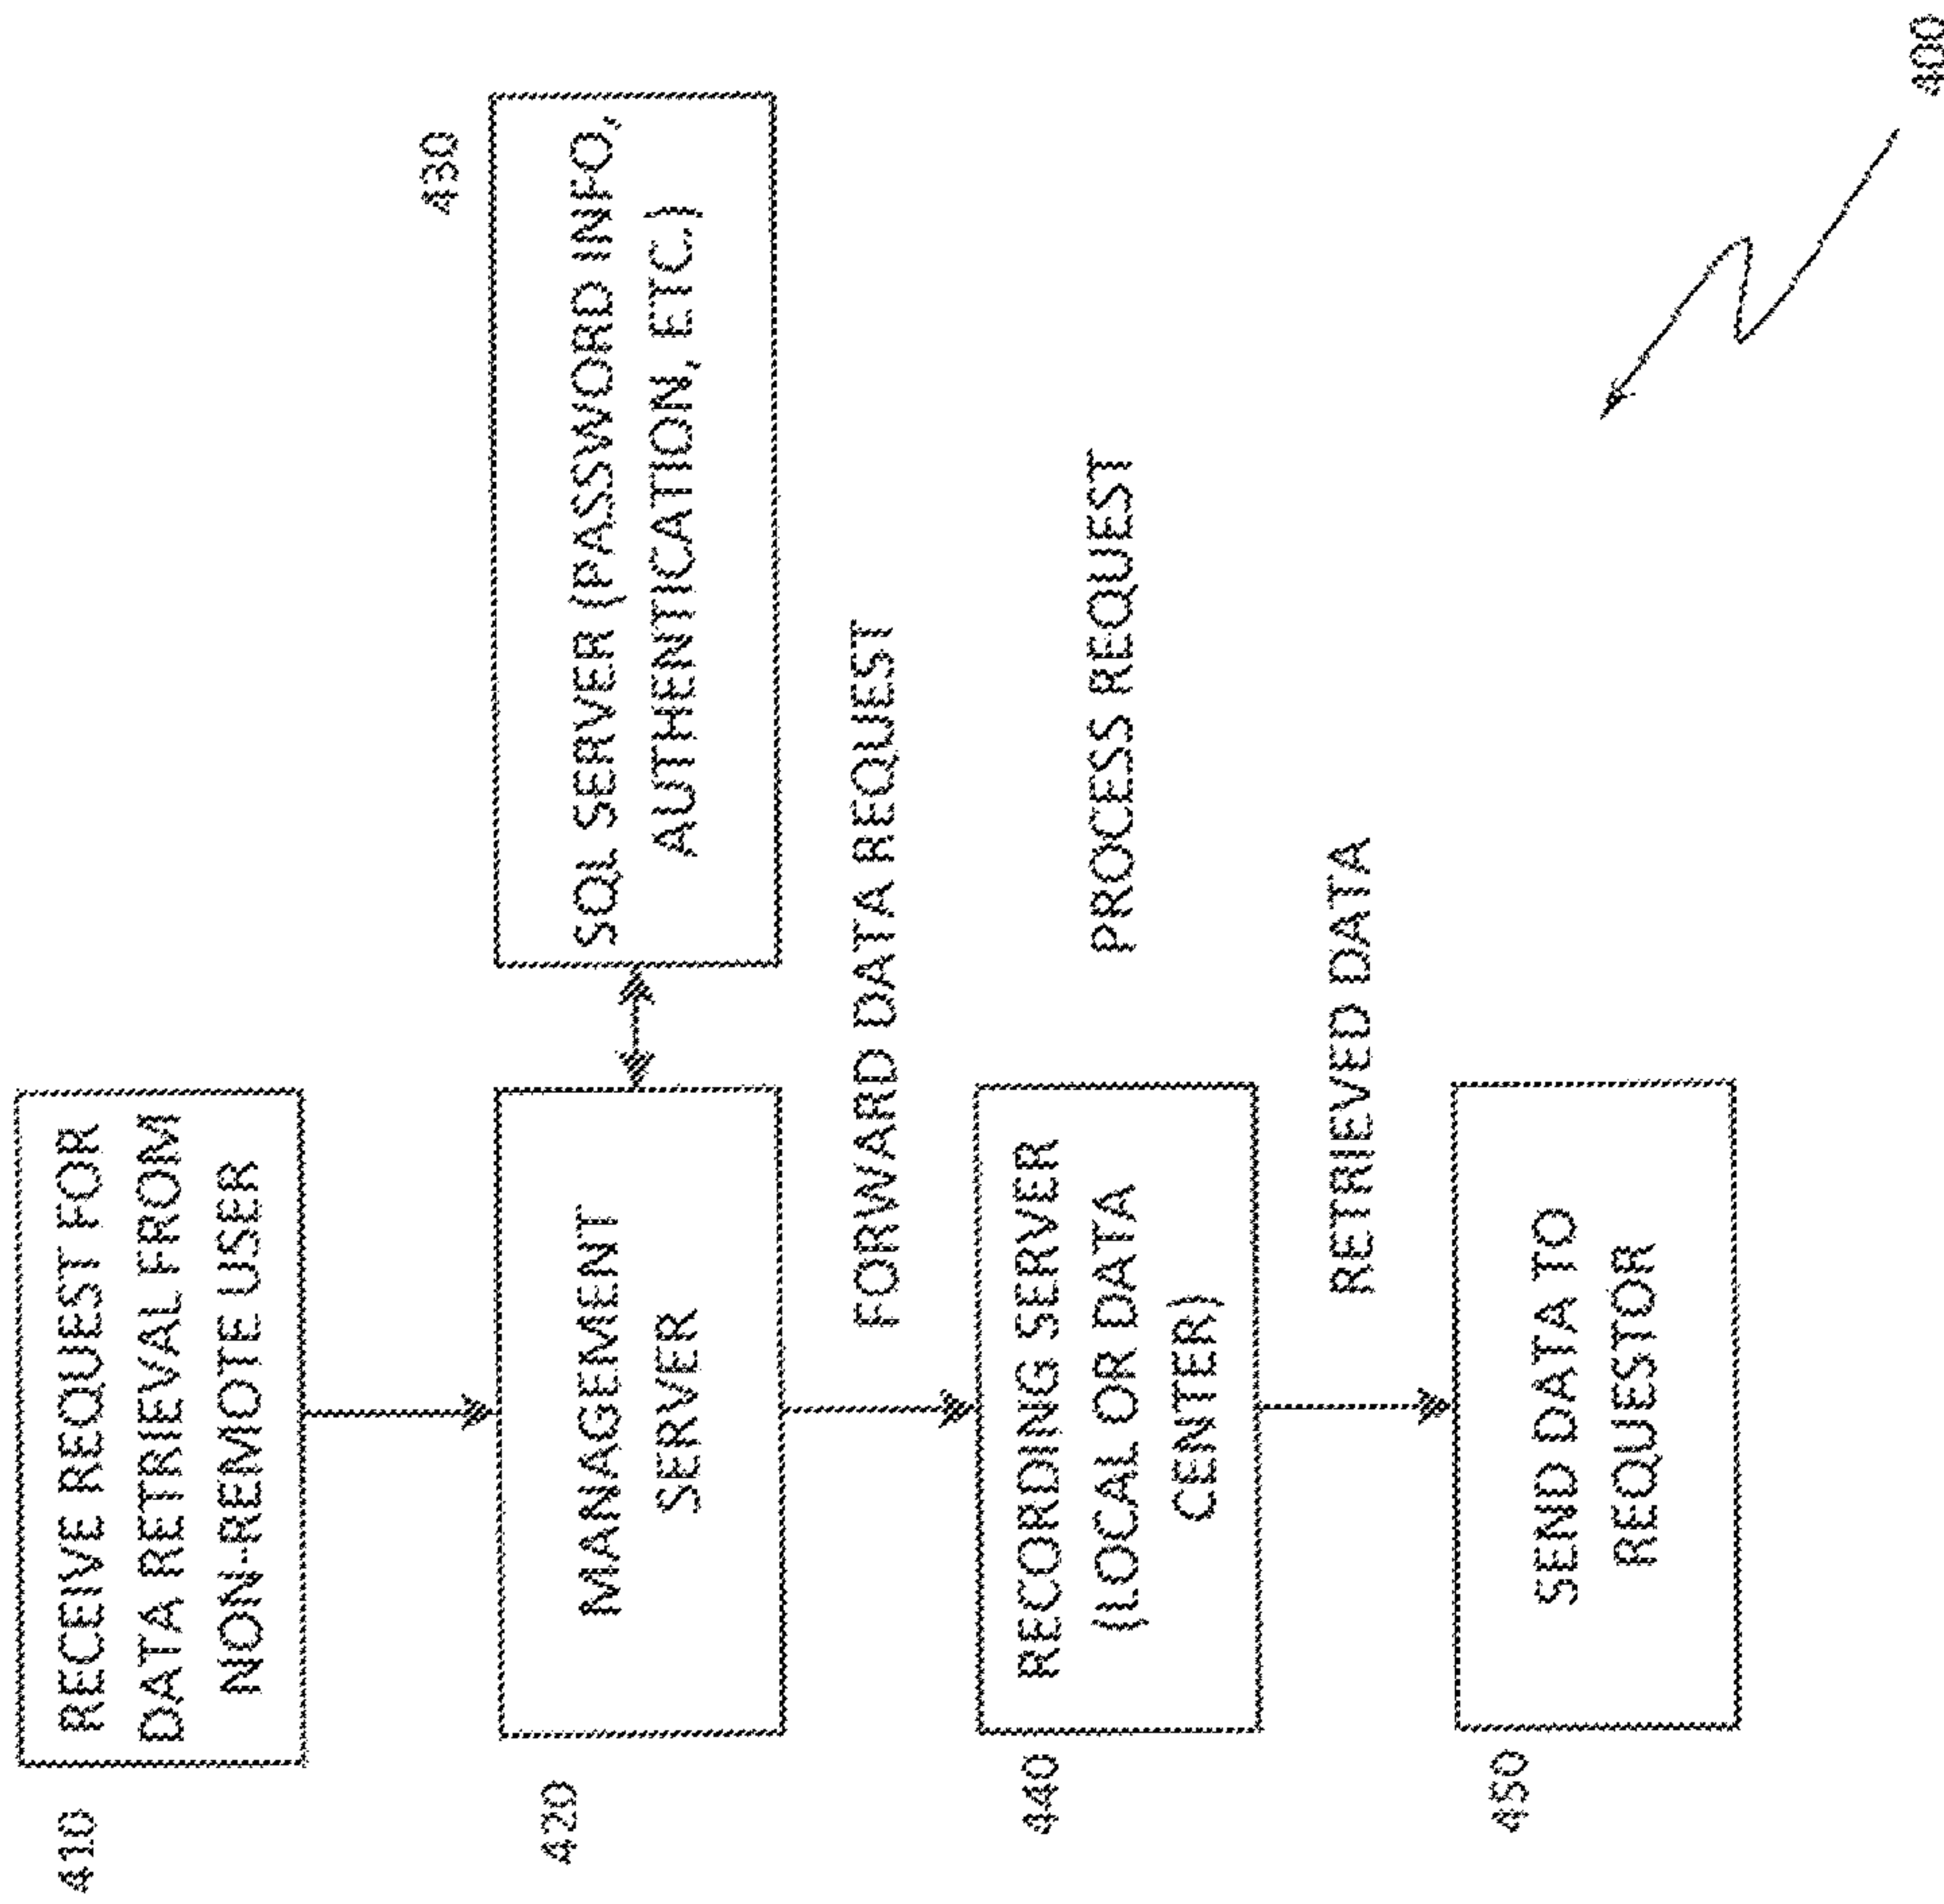 410
RECEIVE REQUEST FOR
DATA RETRIEVAL FROM
NON-REMOTE USER
420
MANAGEMENT
SERVER
430
SQL SERVER (PASSWORD INFO,
AUTHENTICATION, ETC.)
FORWARD DATA REQUEST
440
RECORDING SERVER
(LOCAL OR DATA
CENTER)
PROCESS REQUEST
RETRIEVED DATA
450
SEND DATA TO
REQUESTOR
400